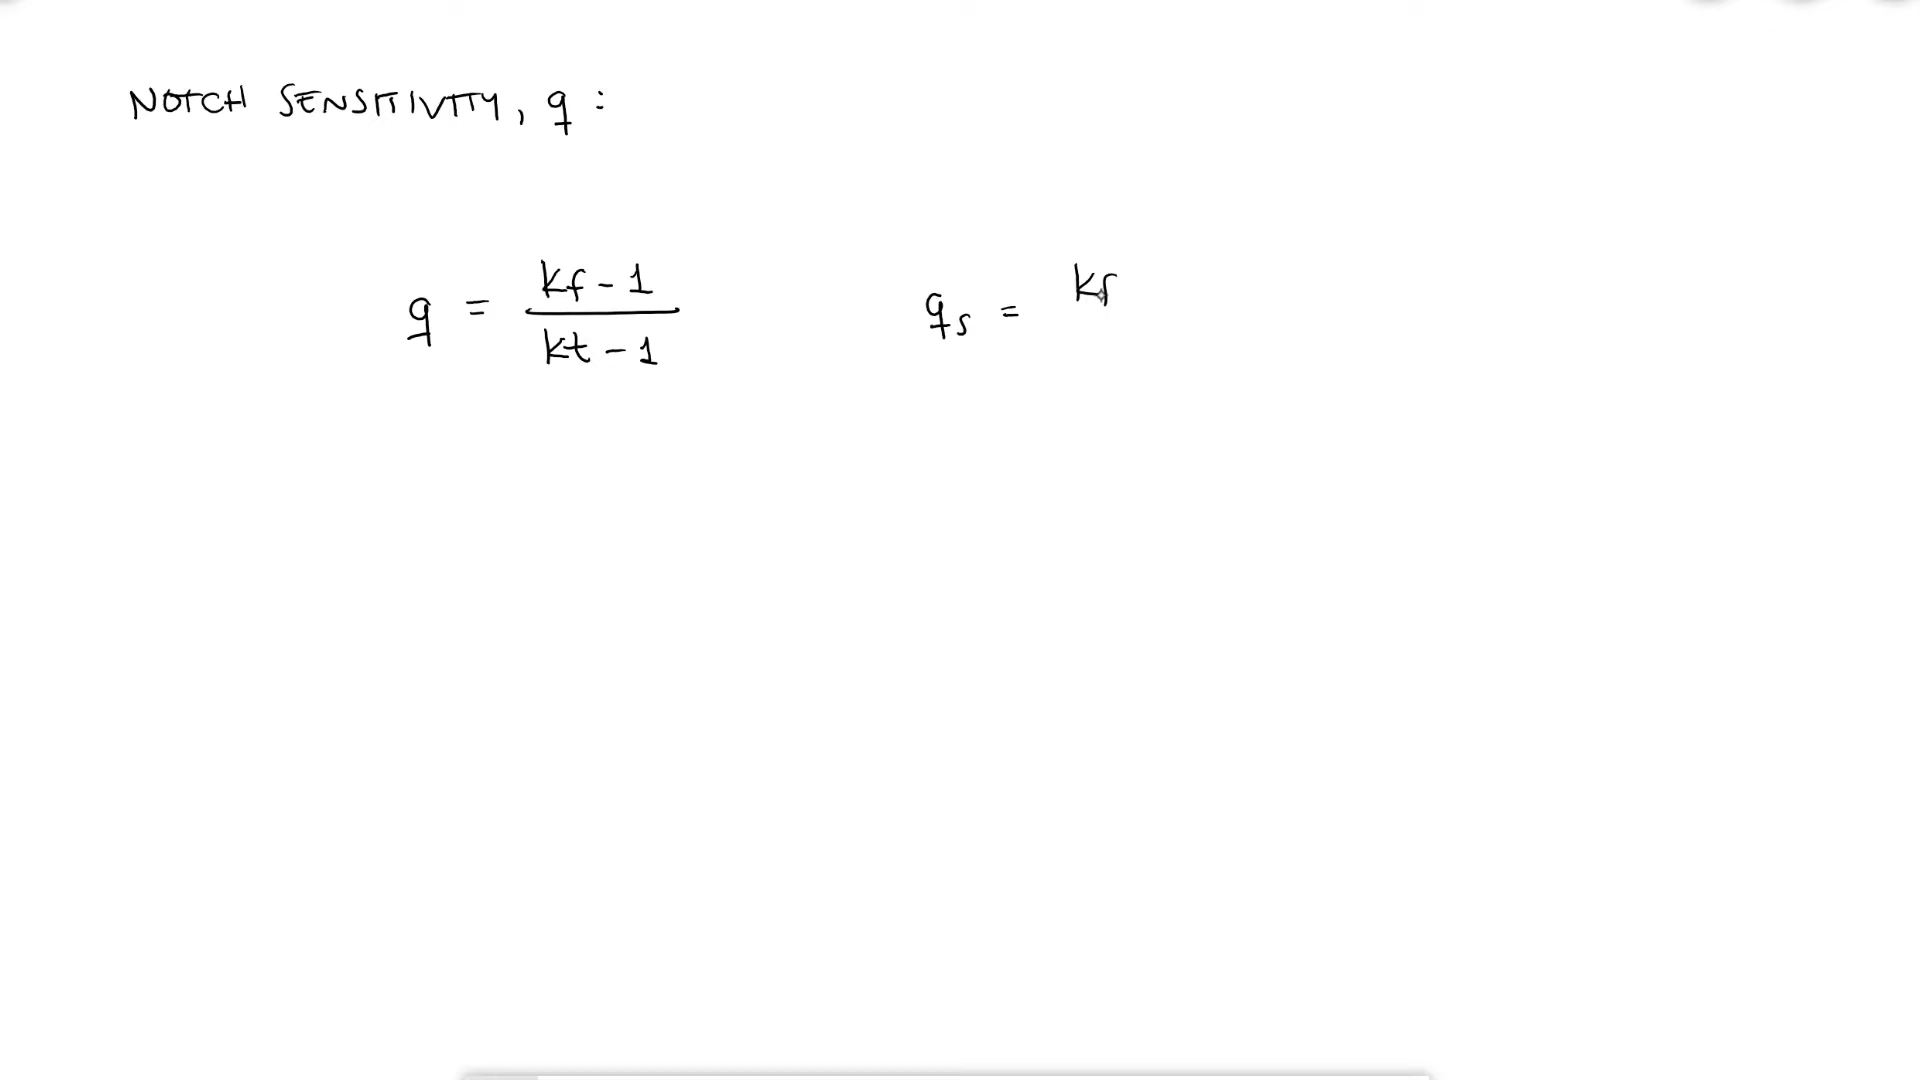 NOTCH SENSITIVITY, q :
q = kf - 1 / kt - 1
qs = kf